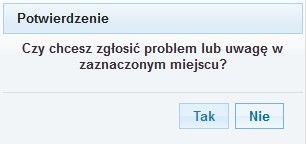 Potwierdzenie
Czy chcesz zgłosić problem lub uwagę w
zaznaczonym miejscu?
Tak Nie